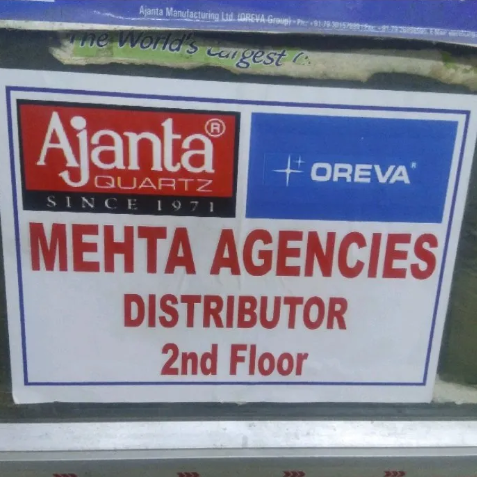 Ajanta Manufacturing Ltd. (OREVA Group)
The World's Largest
Ajanta®
QUARTZ
SINCE 1971
OREVA
MEHTA AGENCIES
DISTRIBUTOR
2nd Floor